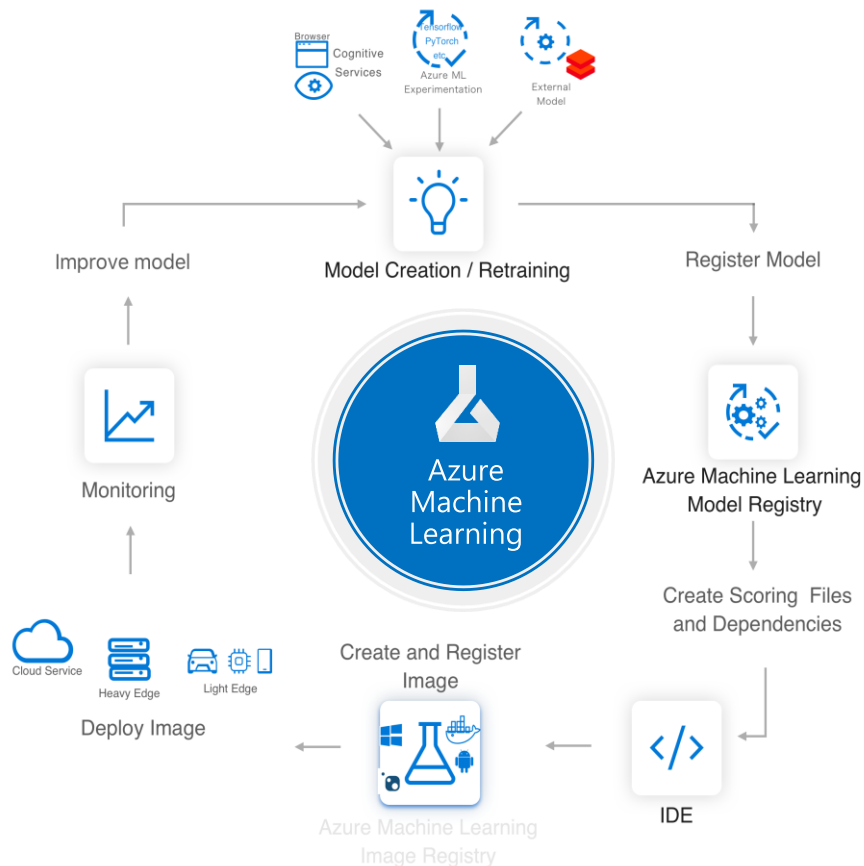 Browser
Cognitive
Services
Tensorflow
PyTorch
etc
Azure ML
Experimentation
External
Model
Model Creation / Retraining
Improve model
Register Model
Azure
Machine
Learning
Monitoring
Azure Machine Learning
Model Registry
Create Scoring Files
and Dependencies
Cloud Service
Heavy Edge
Light Edge
Deploy Image
Create and Register
Image
IDE
Azure Machine Learning
Image Registry